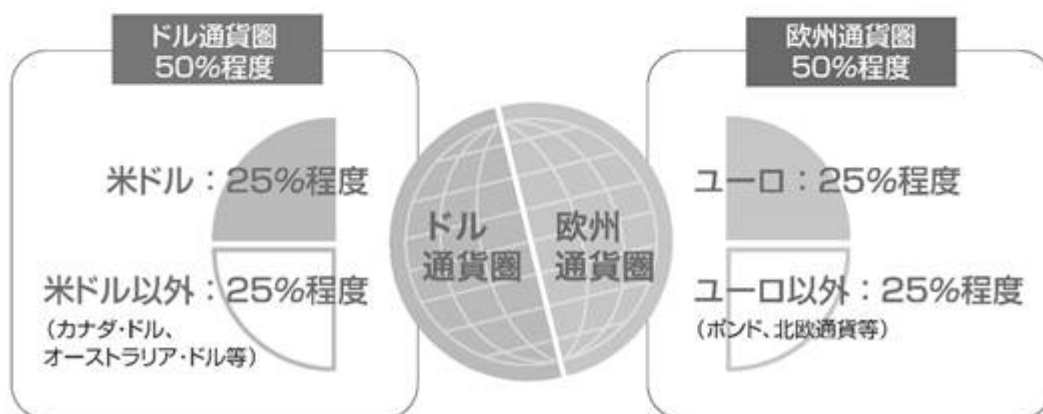 ドル通貨圏
50%程度
米ドル：25%程度
米ドル以外：25%程度
（カナダ・ドル、
オーストラリア・ドル等）
ドル
通貨圏
欧州
通貨圏
欧州通貨圏
50%程度
ユーロ：25%程度
ユーロ以外：25%程度
（ポンド、北欧通貨等）